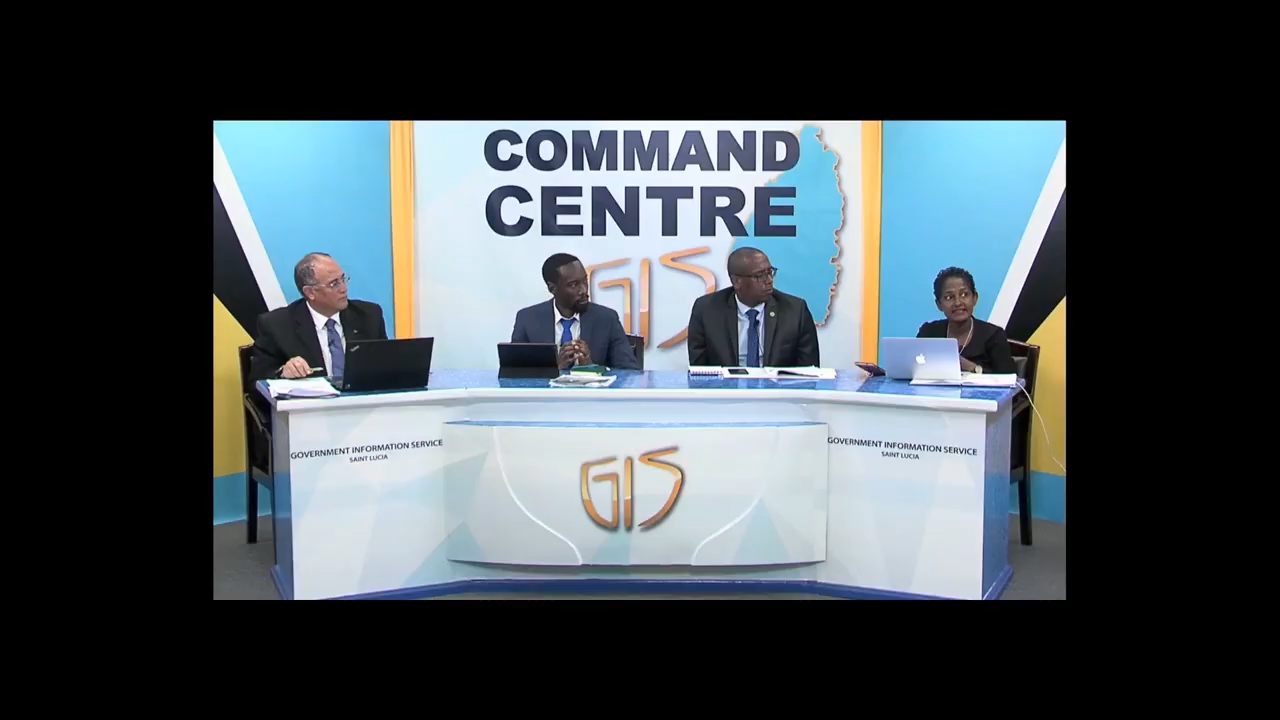 COMMAND
CENTRE
GIS
GOVERNMENT INFORMATION SERVICE
SAINT LUCIA
GIS
GOVERNMENT INFORMATION SERVICE
SAINT LUCIA